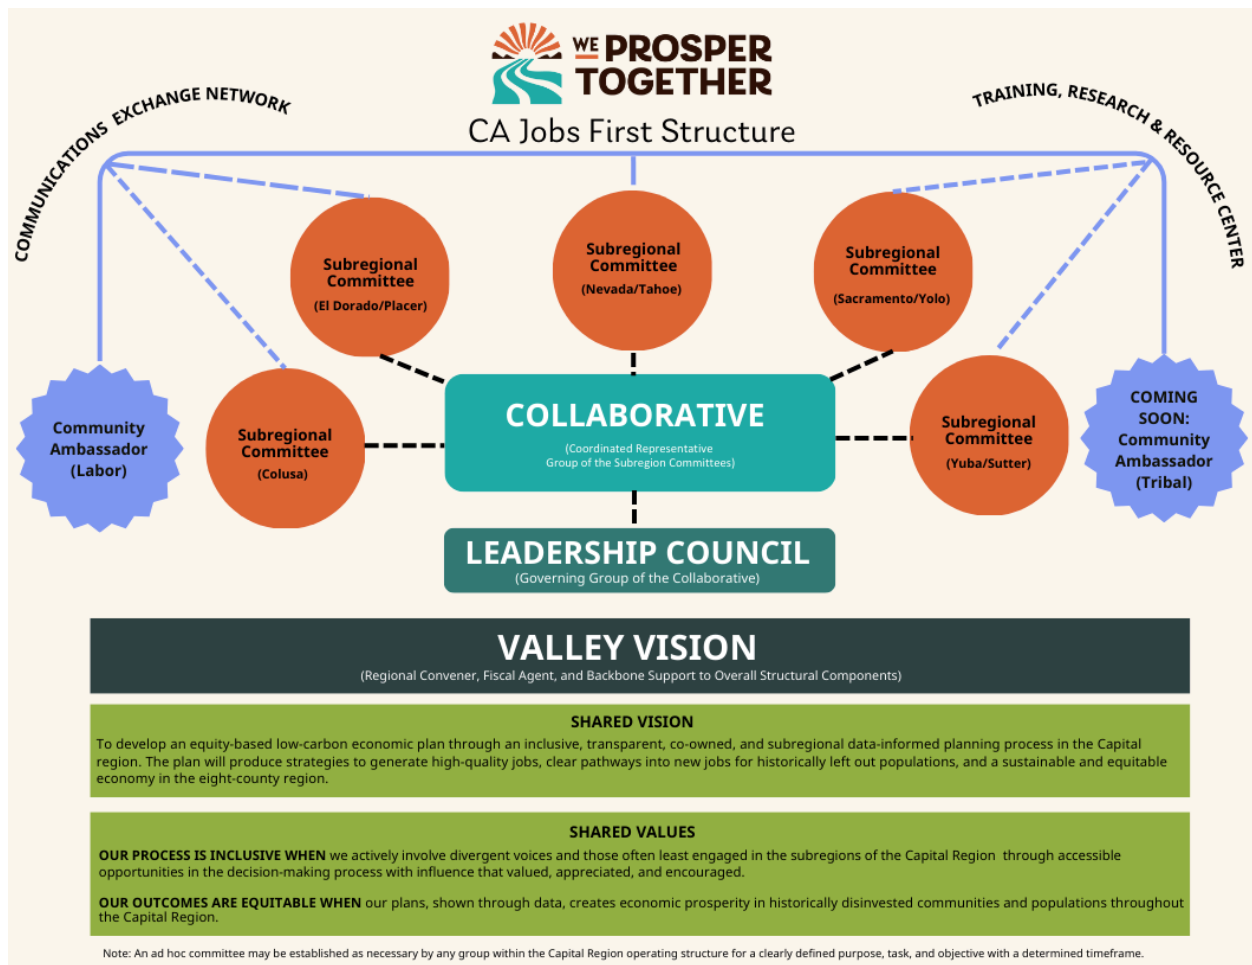 WE PROSPER
TOGETHER
CA Jobs First Structure
COMMUNICATIONS EXCHANGE NETWORK
TRAINING, RESEARCH & RESOURCE CENTER
Subregional
Committee
(El Dorado/Placer)
Subregional
Committee
(Nevada/Tahoe)
Subregional
Committee
(Sacramento/Yolo)
Community
Ambassador
(Labor)
Subregional
Committee
(Colusa)
COLLABORATIVE
(Coordinated Representative
Group of the Subregion Committees)
Subregional
Committee
(Yuba/Sutter)
COMING
SOON:
Community
Ambassador
(Tribal)
LEADERSHIP COUNCIL
(Governing Group of the Collaborative)
VALLEY VISION
(Regional Convener, Fiscal Agent, and Backbone Support to Overall Structural Components)
SHARED VISION
To develop an equity-based low-carbon economic plan through an inclusive, transparent, co-owned, and subregional data-informed planning process in the Capital
region. The plan will produce strategies to generate high-quality jobs, clear pathways into new jobs for historically left out populations, and a sustainable and equitable
economy in the eight-county region.
SHARED VALUES
OUR PROCESS IS INCLUSIVE WHEN we actively involve divergent voices and those often least engaged in the subregions of the Capital Region through accessible
opportunities in the decision-making process with influence that valued, appreciated, and encouraged.
OUR OUTCOMES ARE EQUITABLE WHEN our plans, shown through data, creates economic prosperity in historically disinvested communities and populations throughout
the Capital Region.
Note: An ad hoc committee may be established as necessary by any group within the Capital Region operating structure for a clearly defined purpose, task, and objective with a determined timeframe.